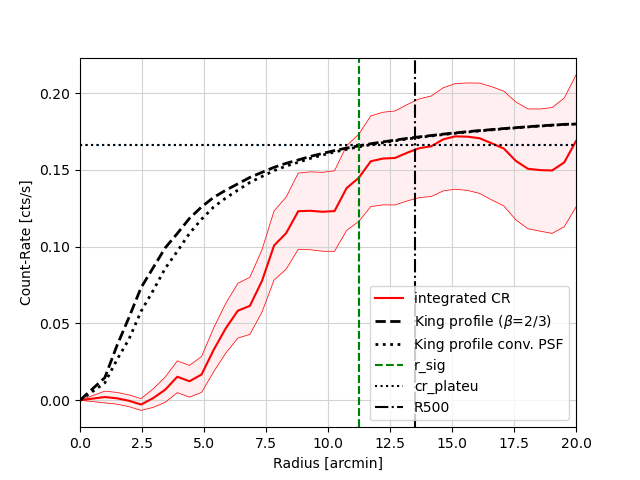 0.20
0.15
0.10
0.05
0.00
Count-Rate [cts/s]
integrated CR
King profile (β=2/3)
King profile conv. PSF
r_sig
cr_plateu
R500
0.0 2.5 5.0 7.5 10.0 12.5 15.0 17.5 20.0
Radius [arcmin]